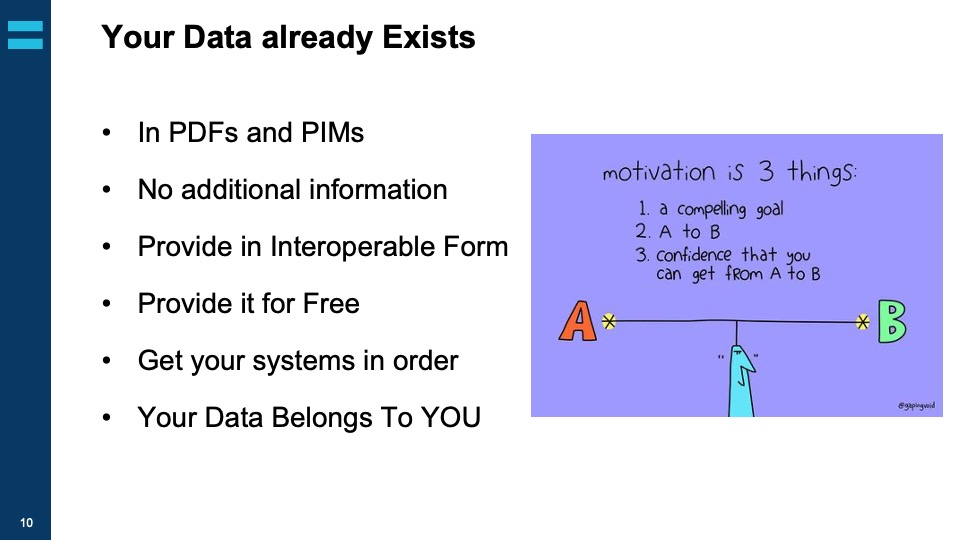 Your Data already Exists
• In PDFs and PIMs
• No additional information
• Provide in Interoperable Form
• Provide it for Free
• Get your systems in order
• Your Data Belongs To YOU
motivation is 3 things:
1. a compelling goal
2. A to B
3. confidence that you
can get from A to B
A
B
@gapingvoid
10